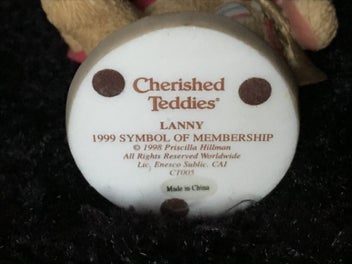 Cherished
Teddies®
LANNY
1999 SYMBOL OF MEMBERSHIP
© 1998 Priscilla Hillman
All Rights Reserved Worldwide
Lic. Enesco Sublic. CAI
CT005
Made in China